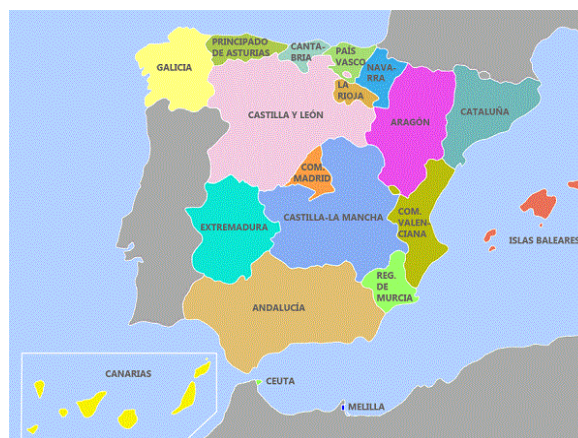 PRINCIPADO
DE ASTURIAS
CANTA-
BRIA
PAÍS
VASCO
GALICIA
NAVA-
RRA
LA
RIOJA
CASTILLA Y LEÓN
ARAGÓN
CATALUÑA
COM.
MADRID
EXTREMADURA
CASTILLA-LA MANCHA
COM.
VALEN-
CIANA
ISLAS BALEARES
REG.
DE
MURCIA
ANDALUCÍA
CANARIAS
CEUTA
MELILLA